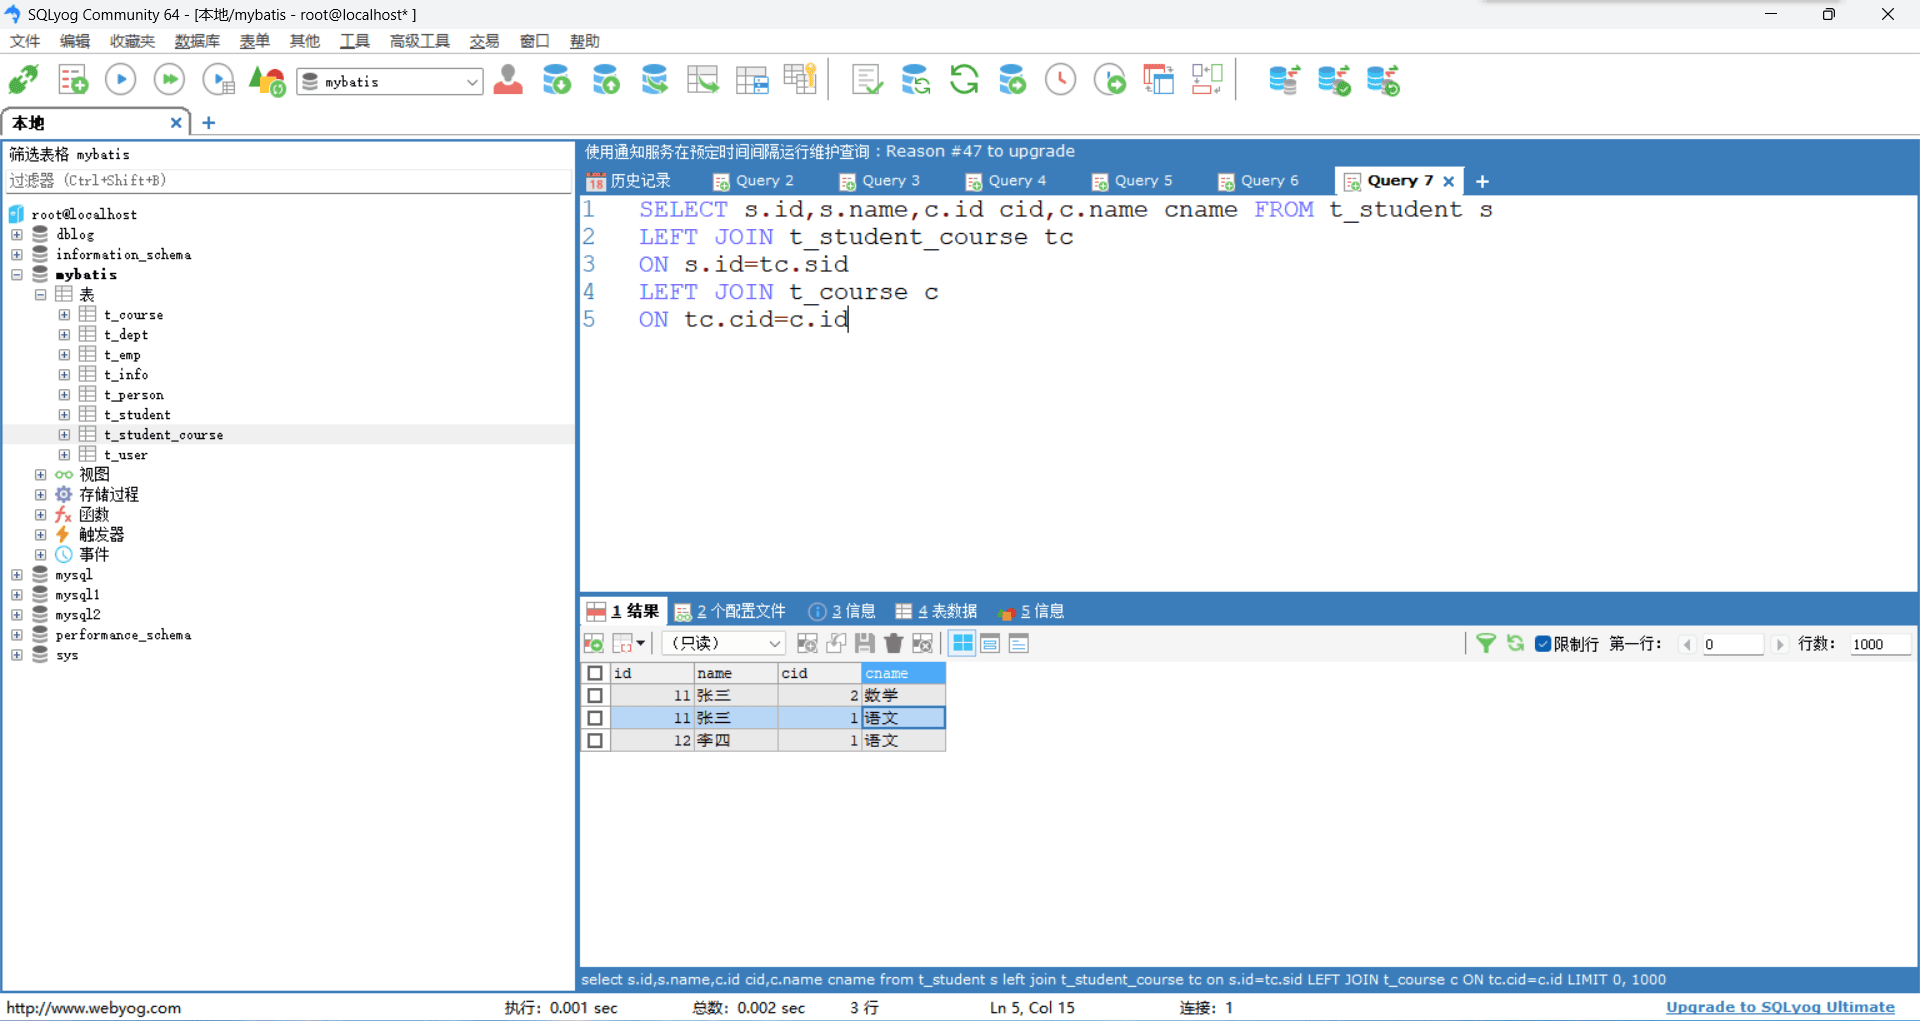 SQLyog Community 64 - [本地/mybatis - root@localhost* ]
文件 编辑 收藏夹 数据库 表单 其他 工具 高级工具 交易 窗口 帮助
mybatis
本地
筛选表格 mybatis
过滤器 (Ctrl+Shift+B)
root@localhost
dblog
information_schema
mybatis
表
t_course
t_dept
t_emp
t_info
t_person
t_student
t_student_course
t_user
视图
存储过程
函数
触发器
事件
mysql
mysql1
mysql2
performance_schema
sys
使用通知服务在预定时间间隔运行维护查询 : Reason #47 to upgrade
18 历史记录 Query 2 Query 3 Query 4 Query 5 Query 6 Query 7
1 SELECT s.id,s.name,c.id cid,c.name cname FROM t_student s
2 LEFT JOIN t_student_course tc
3 ON s.id=tc.sid
4 LEFT JOIN t_course c
5 ON tc.cid=c.id
1 结果 2 个配置文件 3 信息 4 表数据 5 信息
(只读) 限制行 第一行: 0 行数: 1000
id name cid cname
11 张三 2 数学
11 张三 1 语文
12 李四 1 语文
select s.id,s.name,c.id cid,c.name cname from t_student s left join t_student_course tc on s.id=tc.sid LEFT JOIN t_course c ON tc.cid=c.id LIMIT 0, 1000
http://www.webyog.com 执行: 0.001 sec 总数: 0.002 sec 3 行 Ln 5, Col 15 连接: 1 Upgrade to SQLyog Ultimate